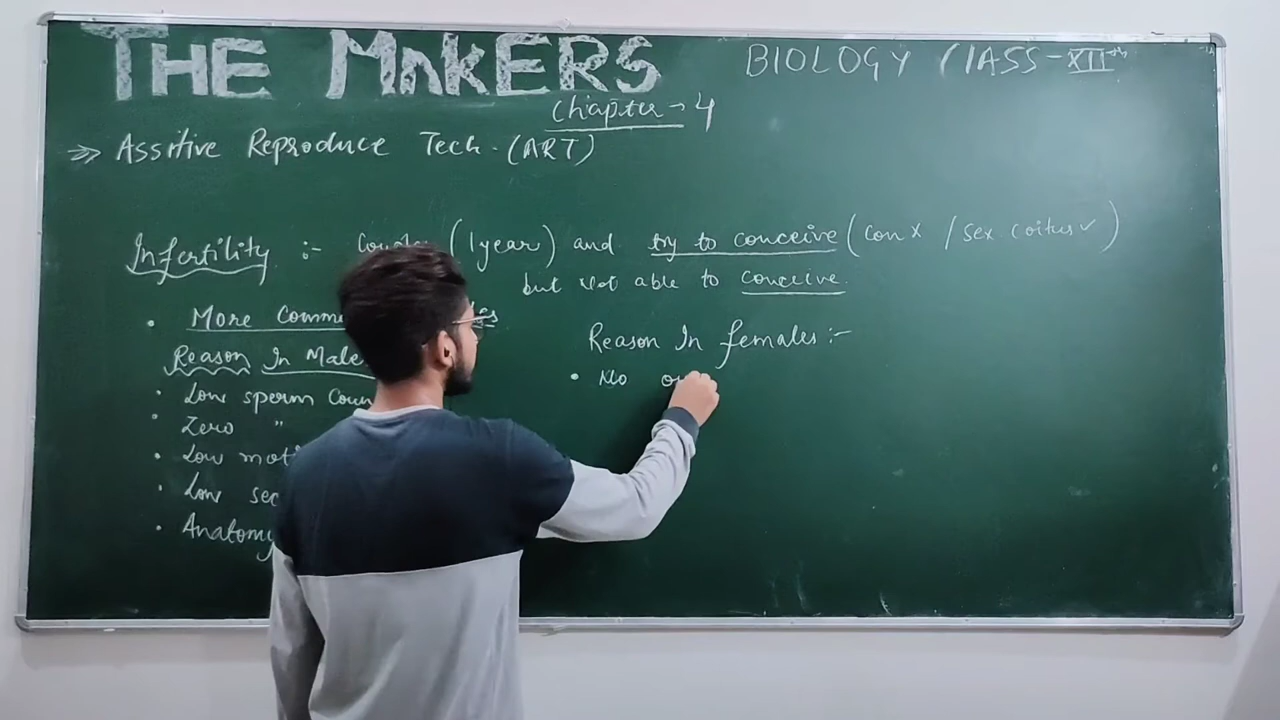 THE MAKERS
BIOLOGY CLASS-XII
Chapter → 4
⇒ Assitive Reproduce Tech. (ART)
Infertility :- (1year) and try to conceive (con x / sex coitus ✓)
but not able to conceive.
• More
Reason In Male
• Low sperm
• Zero "
• Low
• Low
• Anatomy
Reason In females :-
• No